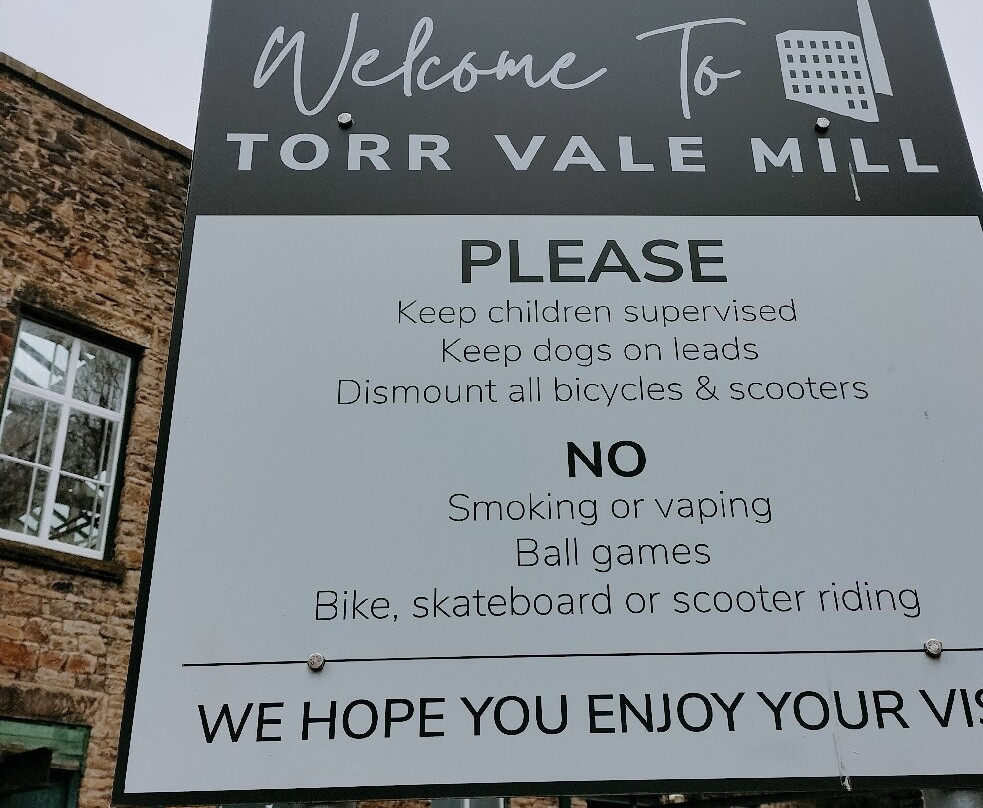 Welcome To
TORR VALE MILL
PLEASE
Keep children supervised
Keep dogs on leads
Dismount all bicycles & scooters
NO
Smoking or vaping
Ball games
Bike, skateboard or scooter riding
WE HOPE YOU ENJOY YOUR VIS